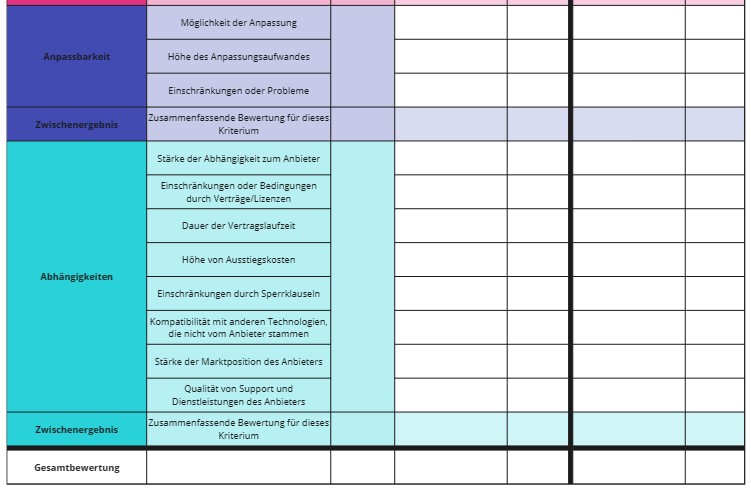 Anpassbarkeit
Möglichkeit der Anpassung
Höhe des Anpassungsaufwandes
Einschränkungen oder Probleme
Zwischenergebnis
Zusammenfassende Bewertung für dieses
Kriterium
Abhängigkeiten
Stärke der Abhängigkeit zum Anbieter
Einschränkungen oder Bedingungen
durch Verträge/Lizenzen
Dauer der Vertragslaufzeit
Höhe von Ausstiegskosten
Einschränkungen durch Sperrklauseln
Kompatibilität mit anderen Technologien,
die nicht vom Anbieter stammen
Stärke der Marktposition des Anbieters
Qualität von Support und
Dienstleistungen des Anbieters
Zwischenergebnis
Zusammenfassende Bewertung für dieses
Kriterium
Gesamtbewertung